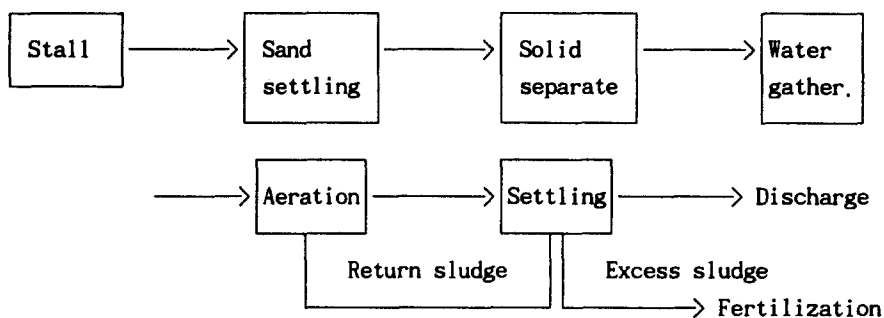 Stall
Sand
settling
Solid
separate
Water
gather.
Aeration
Settling
Discharge
Return sludge
Excess sludge
Fertilization